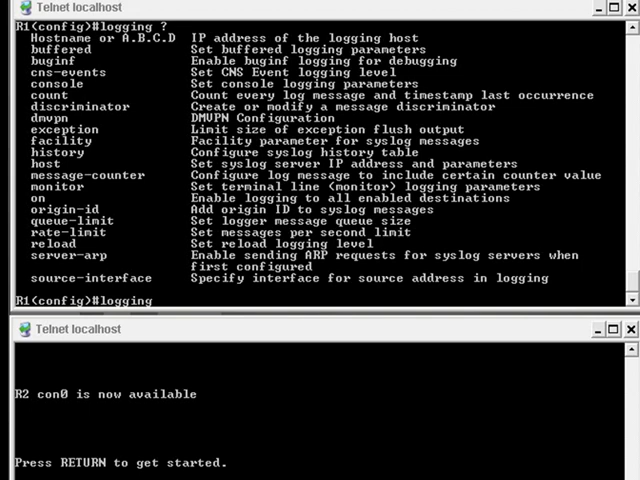 Telnet localhost
R1(config)#logging ?
Hostname or A.B.C.D  IP address of the logging host
buffered  Set buffered logging parameters
buginf  Enable buginf logging for debugging
cns-events  Set CNS Event logging level
console  Set console logging parameters
count  Count every log message and timestamp last occurrence
discriminator  Create or modify a message discriminator
dmvpn  DMVPN Configuration
exception  Limit size of exception flush output
facility  Facility parameter for syslog messages
history  Configure syslog history table
host  Set syslog server IP address and parameters
message-counter  Configure log message to include certain counter value
monitor  Set terminal line (monitor) logging parameters
on  Enable logging to all enabled destinations
origin-id  Add origin ID to syslog messages
queue-limit  Set logger message queue size
rate-limit  Set messages per second limit
reload  Set reload logging level
server-arp  Enable sending ARP requests for syslog servers when
first configured
source-interface  Specify interface for source address in logging
R1(config)#logging
Telnet localhost
R2 con0 is now available
Press RETURN to get started.